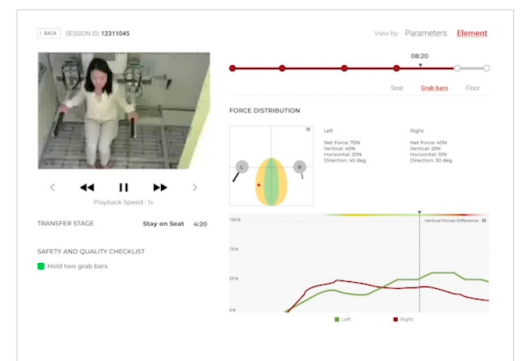 < BACK
SESSION ID: 12311045
View by Parameters Element
08:20
Seat Grab bars Floor
FORCE DISTRIBUTION
L
R
Left
Net Force: 70N
Vertical: 40N
Horizontal: 20N
Direction: 45 deg
Right
Net Force: 40N
Vertical: 25N
Horizontal: 10N
Direction: 30 deg
Playback Speed : 1x
TRANSFER STAGE Stay on Seat 4:20
SAFETY AND QUALITY CHECKLIST
Hold two grab bars
Vertical Forces Difference
100 N
75 N
0 N
Left Right